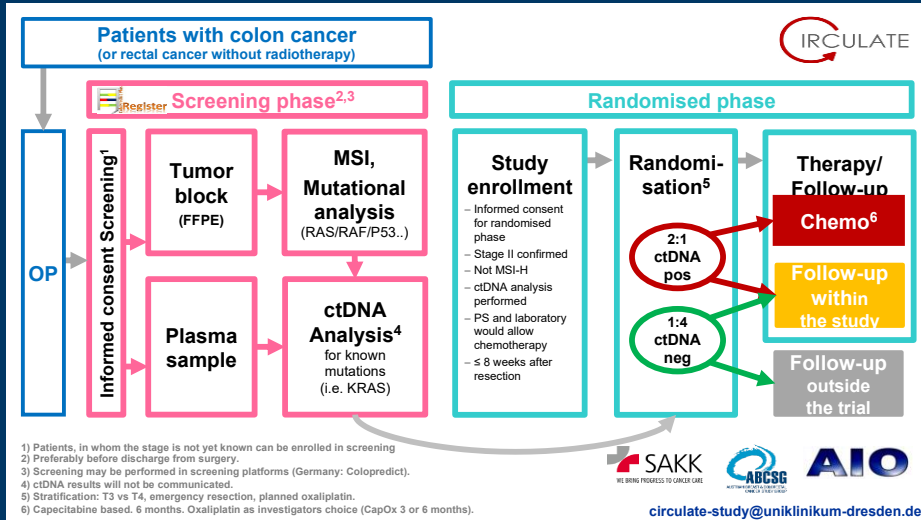 Patients with colon cancer
(or rectal cancer without radiotherapy)
CIRCULATE
Register
Screening phase2,3
Randomised phase
OP
Informed consent Screening1
Tumor
block
(FFPE)
MSI,
Mutational
analysis
(RAS/RAF/P53..)
Plasma
sample
ctDNA
Analysis4
for known
mutations
(i.e. KRAS)
Study
enrollment
– Informed consent
for randomised
phase
– Stage II confirmed
– Not MSI-H
– ctDNA analysis
performed
– PS and laboratory
would allow
chemotherapy
– ≤ 8 weeks after
resection
Randomi-
sation5
2:1
ctDNA
pos
1:4
ctDNA
neg
Therapy/
Follow-up
Chemo6
Follow-up
within
the study
Follow-up
outside
the trial
1) Patients, in whom the stage is not yet known can be enrolled in screening
2) Preferably before discharge from surgery.
3) Screening may be performed in screening platforms (Germany: Colopredict).
4) ctDNA results will not be communicated.
5) Stratification: T3 vs T4, emergency resection, planned oxaliplatin.
6) Capecitabine based. 6 months. Oxaliplatin as investigators choice (CapOx 3 or 6 months).
SAKK
WE BRING PROGRESS TO CANCER CARE
ABCSG
AUSTRIAN BREAST & COLORECTAL
CANCER STUDY GROUP
AIO
circulate-study@uniklinikum-dresden.de